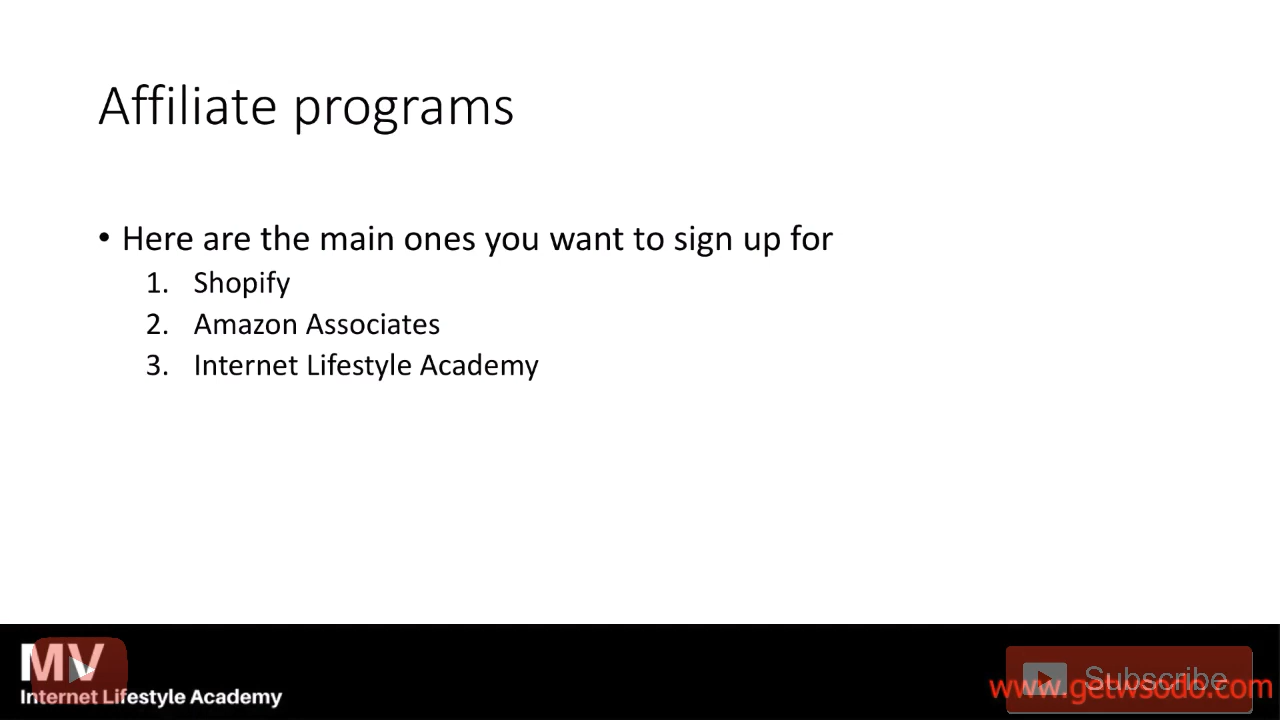 Affiliate programs
• Here are the main ones you want to sign up for
1. Shopify
2. Amazon Associates
3. Internet Lifestyle Academy
MV
Internet Lifestyle Academy
Subscribe
www.getwsodo.com